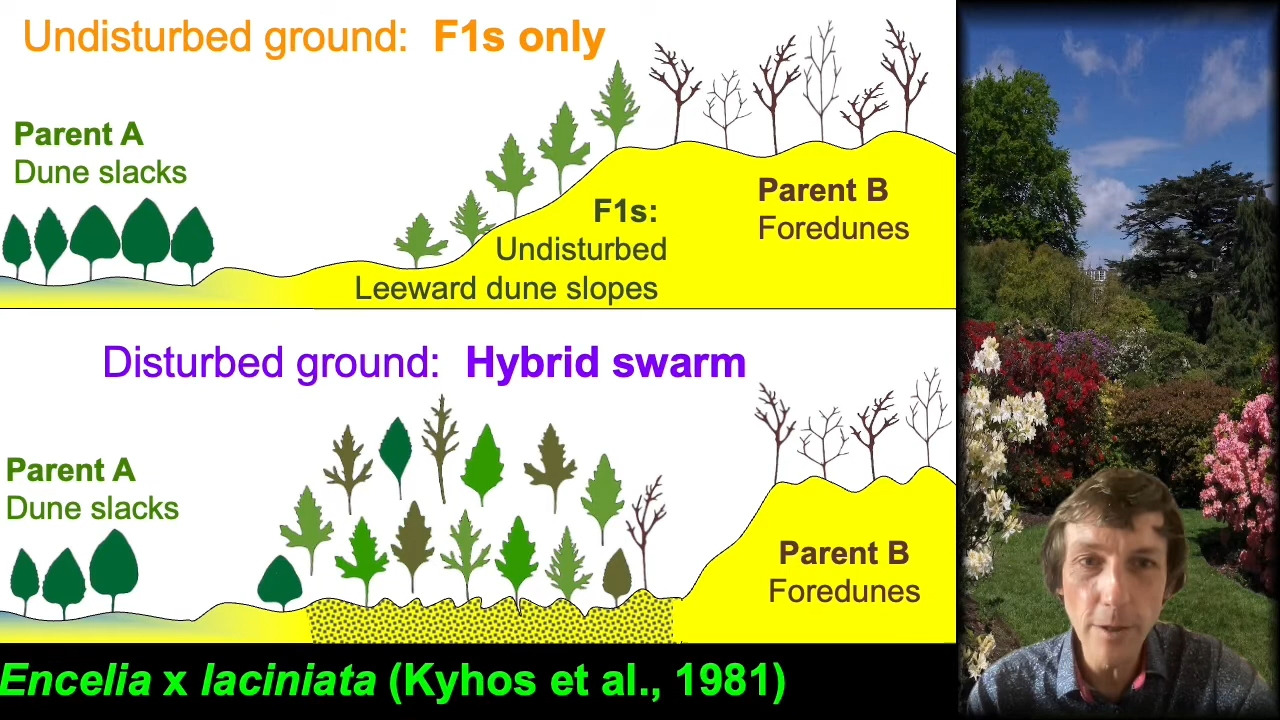 Undisturbed ground: F1s only
Parent A
Dune slacks
F1s:
Undisturbed
Leeward dune slopes
Parent B
Foredunes
Disturbed ground: Hybrid swarm
Parent A
Dune slacks
Parent B
Foredunes
Encelia x laciniata (Kyhos et al., 1981)